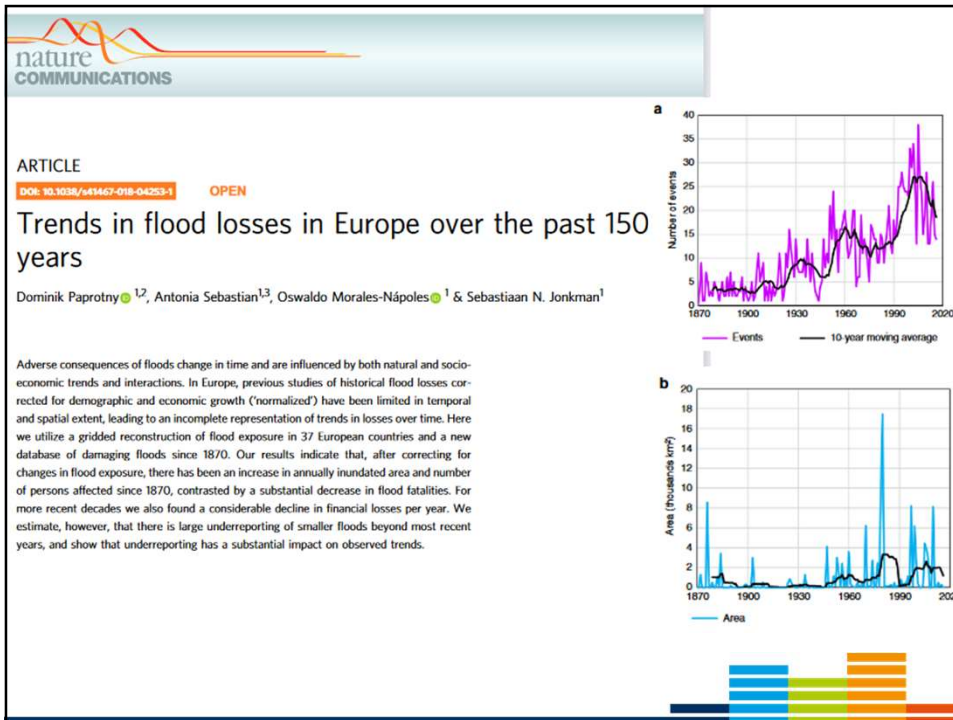 nature
COMMUNICATIONS
ARTICLE
DOI: 10.1038/s41467-018-04253-1 OPEN
Trends in flood losses in Europe over the past 150
years
Dominik Paprotny 1,2, Antonia Sebastian1,3, Oswaldo Morales-Nápoles 1 & Sebastiaan N. Jonkman1
Adverse consequences of floods change in time and are influenced by both natural and socio-
economic trends and interactions. In Europe, previous studies of historical flood losses cor-
rected for demographic and economic growth ('normalized') have been limited in temporal
and spatial extent, leading to an incomplete representation of trends in losses over time. Here
we utilize a gridded reconstruction of flood exposure in 37 European countries and a new
database of damaging floods since 1870. Our results indicate that, after correcting for
changes in flood exposure, there has been an increase in annually inundated area and number
of persons affected since 1870, contrasted by a substantial decrease in flood fatalities. For
more recent decades we also found a considerable decline in financial losses per year. We
estimate, however, that there is large underreporting of smaller floods beyond most recent
years, and show that underreporting has a substantial impact on observed trends.
a
Number of events
40
35
30
25
20
15
10
5
0
1870 1900 1930 1960 1990 2020
Events 10-year moving average
b
Area (thousands km²)
20
18
16
14
12
10
8
6
4
2
0
1870 1900 1930 1960 1990 202
Area